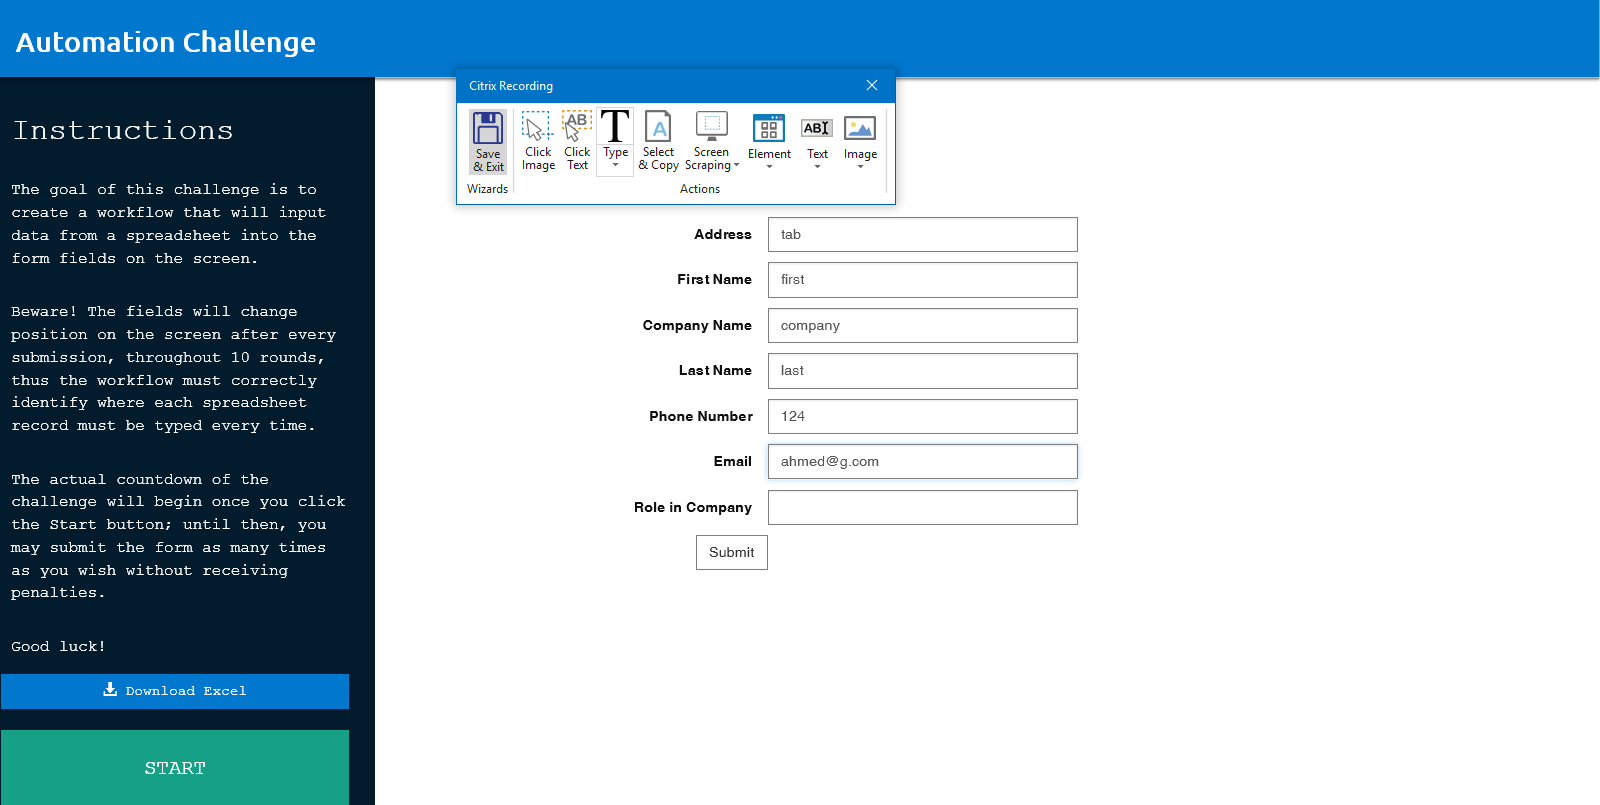 Automation Challenge
Instructions
The goal of this challenge is to
create a workflow that will input
data from a spreadsheet into the
form fields on the screen.
Beware! The fields will change
position on the screen after every
submission, throughout 10 rounds,
thus the workflow must correctly
identify where each spreadsheet
record must be typed every time.
The actual countdown of the
challenge will begin once you click
the Start button; until then, you
may submit the form as many times
as you wish without receiving
penalties.
Good luck!
Download Excel
START
Citrix Recording
Save
& Exit
Wizards
Click
Image
AB
Click
Text
T
Type
A
Select
& Copy
Screen
Scraping
Element
AB
Text
Image
Actions
Address tab
First Name first
Company Name company
Last Name last
Phone Number 124
Email ahmed@g.com
Role in Company
Submit